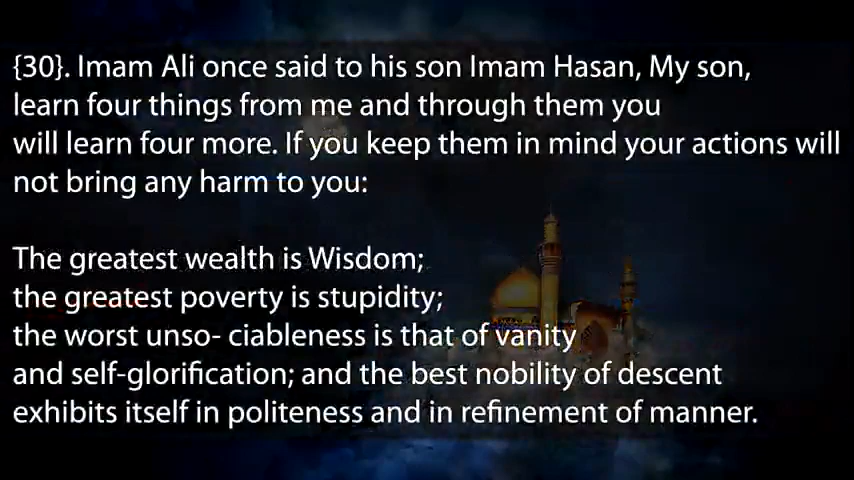 {30}. Imam Ali once said to his son Imam Hasan, My son,
learn four things from me and through them you
will learn four more. If you keep them in mind your actions will
not bring any harm to you:
The greatest wealth is Wisdom;
the greatest poverty is stupidity;
the worst unso- ciableness is that of vanity
and self-glorification; and the best nobility of descent
exhibits itself in politeness and in refinement of manner.